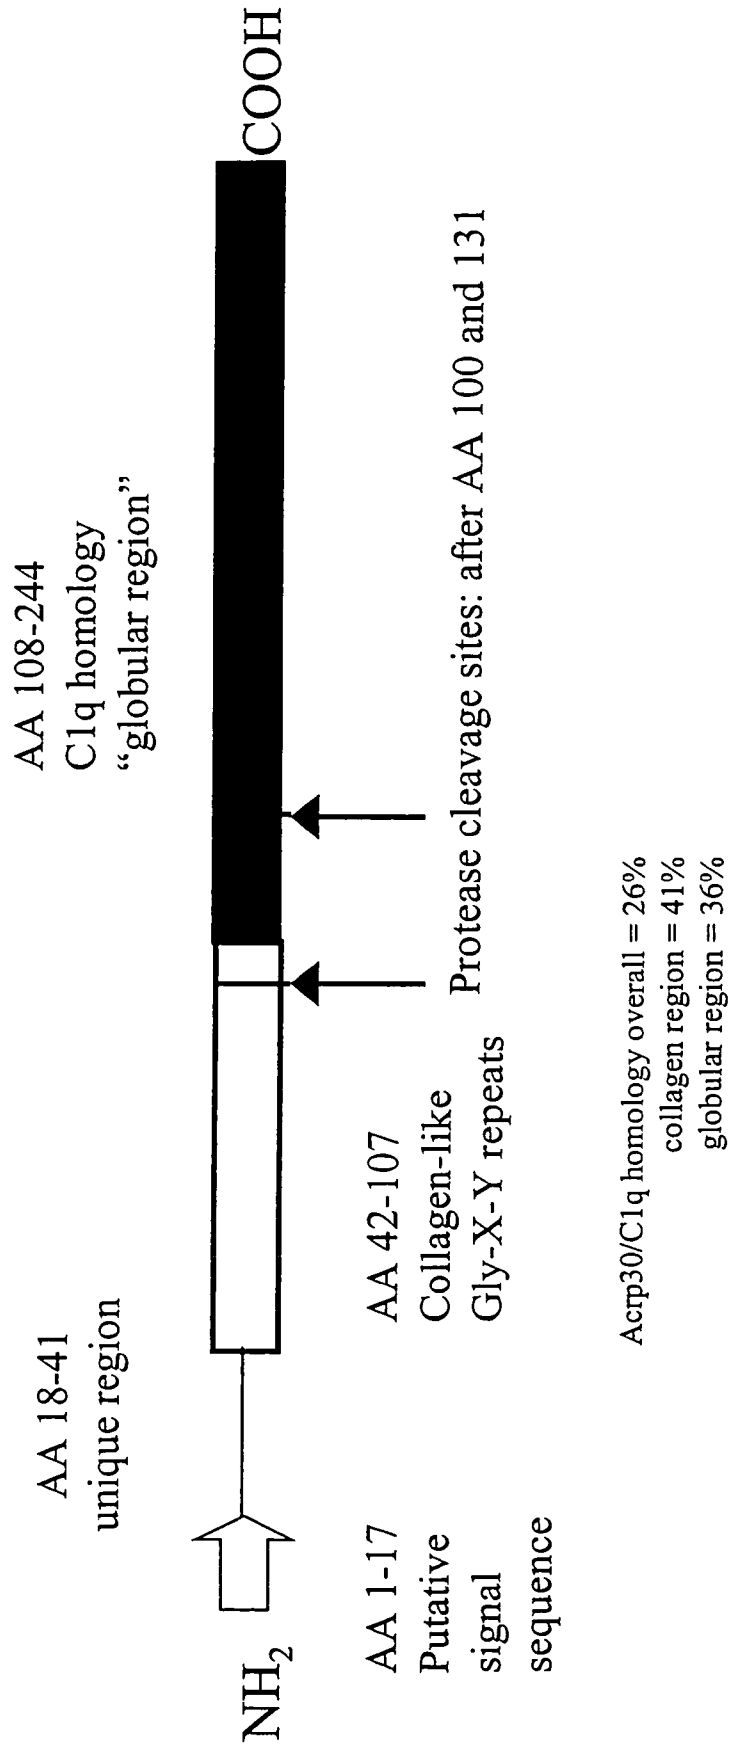 AA 18-41
unique region
AA 108-244
C1q homology
“globular region”
NH2
COOH
AA 1-17
Putative
signal
sequence
AA 42-107
Collagen-like
Gly-X-Y repeats
Protease cleavage sites: after AA 100 and 131
Acrp30/C1q homology overall = 26%
collagen region = 41%
globular region = 36%